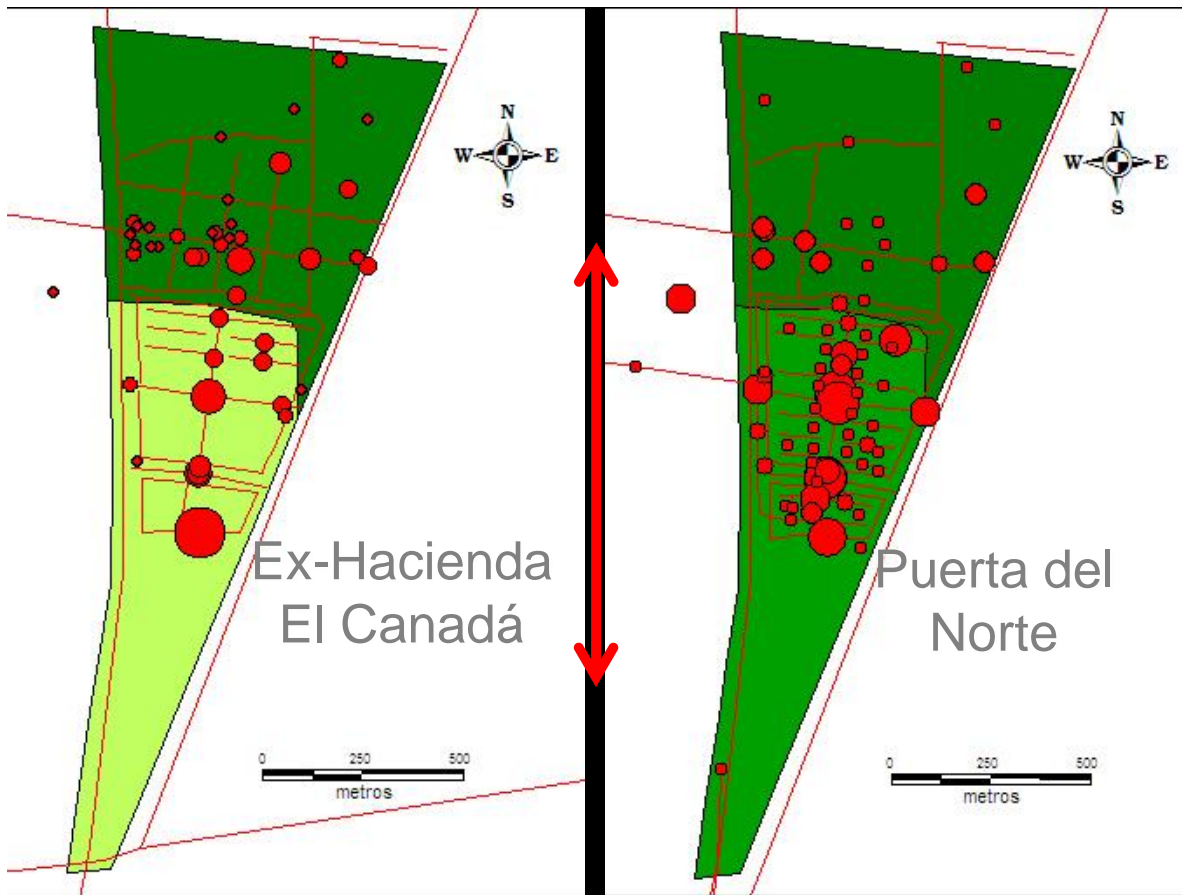 N
W E
S
Ex-Hacienda
El Canadá
0 250 500
metros
N
W E
S
Puerta del
Norte
0 250 500
metros